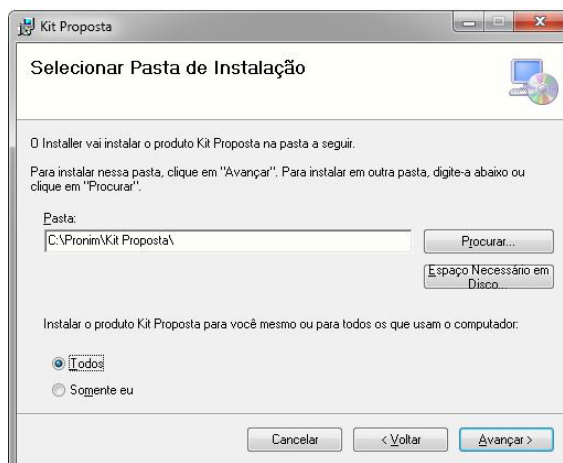 Kit Proposta
Selecionar Pasta de Instalação
O Installer vai instalar o produto Kit Proposta na pasta a seguir.
Para instalar nessa pasta, clique em "Avançar". Para instalar em outra pasta, digite-a abaixo ou
clique em "Procurar".
Pasta:
C:\Pronim\Kit Proposta\
Procurar...
Espaço Necessário em
Disco...
Instalar o produto Kit Proposta para você mesmo ou para todos os que usam o computador:
Todos
Somente eu
Cancelar
< Voltar
Avançar >